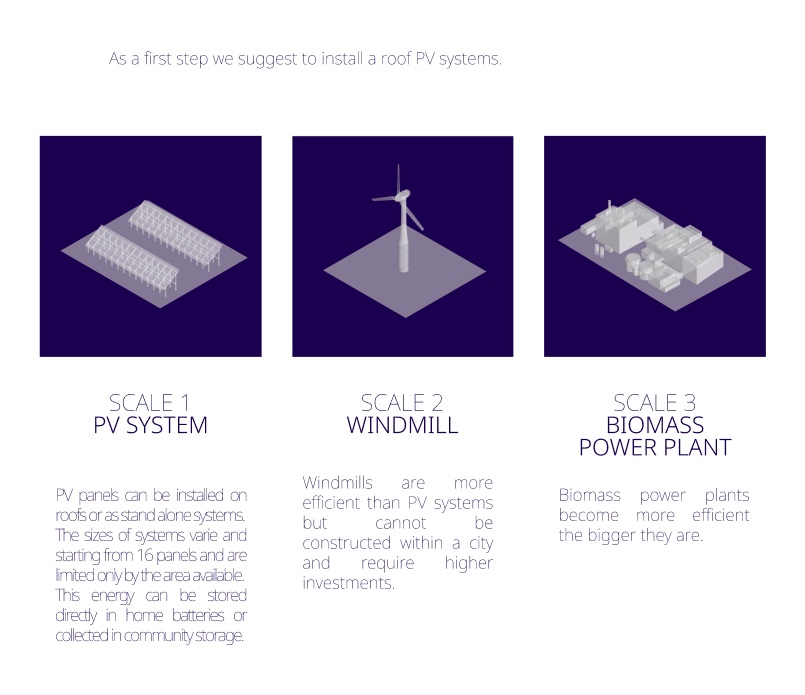 As a first step we suggest to install a roof PV systems.
SCALE 1
PV SYSTEM
PV panels can be installed on
roofs or as stand alone systems.
The sizes of systems varie and
starting from 16 panels and are
limited only by the area available.
This energy can be stored
directly in home batteries or
collected in community storage.
SCALE 2
WINDMILL
Windmills are more
efficient than PV systems
but cannot be
constructed within a city
and require higher
investments.
SCALE 3
BIOMASS
POWER PLANT
Biomass power plants
become more efficient
the bigger they are.